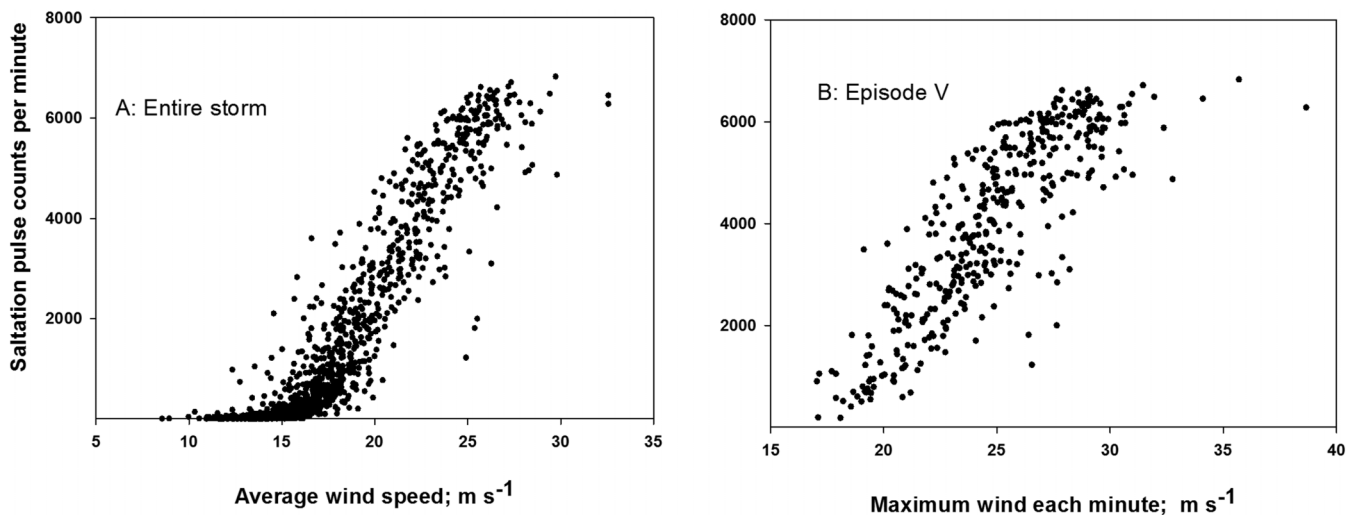 Saltation pulse counts per minute
8000
6000
4000
2000
A: Entire storm
5 10 15 20 25 30 35
Average wind speed; m s-1
8000
6000
4000
2000
B: Episode V
15 20 25 30 35 40
Maximum wind each minute; m s-1